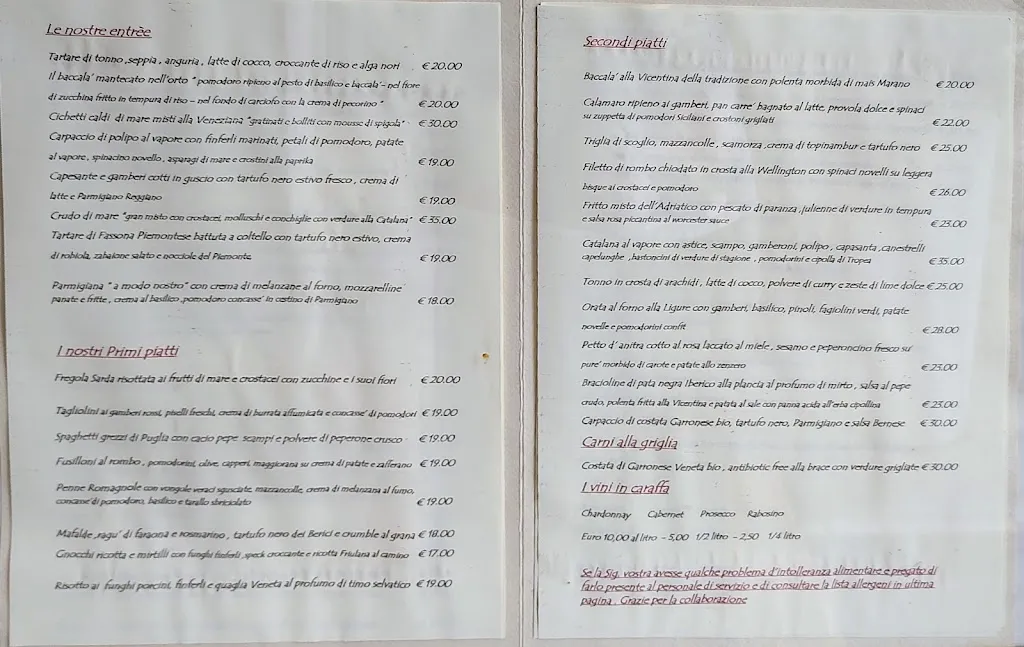 Le nostre entrèe
Tartare di tonno ,seppia , anguria , latte di cocco, croccante di riso e alga nori € 20.00
Il baccala' mantecato nell'orto " pomodoro ripieno al pesto di basilico e baccala'- nel fiore
di zucchina fritto in tempura di riso – nel fondo di carciofo con la crema di pecorino " € 20.00
Cichetti caldi di mare misti alla Veneziana "gratinati e bolliti con mousse di spigola" € 30.00
Carpaccio di polipo al vapore con finferli marinati, petali di pomodoro, patate
al vapore , spinacino novello , asparagi di mare e crostini alla paprika € 19.00
Capesante e gamberi cotti in guscio con tartufo nero estivo fresco , crema di
latte e Parmigiano Reggiano € 19.00
Crudo di mare "gran misto con crostacei, molluschi e conchiglie con verdure alla Catalana" € 35.00
Tartare di Fassona Piemontese battuta a coltello con tartufo nero estivo, crema
di robiola, zabaione salato e nocciole del Piemonte € 19.00
Parmigiana " a modo nostro" con crema di melanzane al forno, mozzarelline
panate e fritte , crema al basilico ,pomodoro concasse' in cestino di Parmigiano € 18.00
I nostri Primi piatti
Fregola Sarda risottata ai frutti di mare e crostacei con zucchine e i suoi fiori € 20.00
Tagliolini ai gamberi rossi, piselli freschi, crema di burrata affumicata e concasse' di pomodori € 19.00
Spaghetti grezzi di Puglia con cacio pepe scampi e polvere di peperone crusco € 19.00
Fusilloni al rombo , pomodorini, olive, capperi, maggiorana su crema di patate e zafferano € 19.00
Penne Romagnole con vongole veraci sgusciate, mazzancolle, crema di melanzana al fumo,
concasse' di pomodoro, basilico e tarallo sbriciolato € 19.00
Mafalde ,ragu' di faraona e rosmarino , tartufo nero dei Berici e crumble al grana € 18.00
Gnocchi ricotta e mirtilli con funghi finferli ,speck croccante e ricotta Friulana al camino € 17.00
Risotto ai funghi porcini, finferli e quaglia Veneta al profumo di timo selvatico € 19.00
Secondi piatti
Baccala' alla Vicentina della tradizione con polenta morbida di mais Marano € 20.00
Calamaro ripieno ai gamberi, pan carre' bagnato al latte, provola dolce e spinaci
su zuppetta di pomodori Siciliani e crostoni grigliati € 22.00
Triglia di scoglio, mazzancolle , scamorza ,crema di topinambur e tartufo nero € 25.00
Filetto di rombo chiodato in crosta alla Wellington con spinaci novelli su leggera
bisque ai crostacei e pomodoro € 26.00
Fritto misto dell'Adriatico con pescato di paranza ,julienne di verdure in tempura
e salsa rosa piccantina al worcester sauce € 23.00
Catalana al vapore con astice, scampo, gamberoni, polipo , capasanta ,canestrelli
capelunghe ,bastoncini di verdure di stagione , pomodorini e cipolla di Tropea € 35.00
Tonno in crosta di arachidi , latte di cocco, polvere di curry e zeste di lime dolce € 25.00
Orata al forno alla Ligure con gamberi, basilico, pinoli, fagiolini verdi, patate
novelle e pomodorini confit € 28.00
Petto d' anitra cotto al rosa laccato al miele , sesamo e peperoncino fresco su
pure' morbido di carote e patate allo zenzero € 23.00
Bracioline di pata negra Iberico alla plancia al profumo di mirto , salsa al pepe
crudo, polenta fritta alla Vicentina e patata al sale con panna acida all'erba cipollina € 23.00
Carpaccio di costata Garronese bio, tartufo nero, Parmigiano e salsa Bernese € 30.00
Carni alla griglia
Costata di Garronese Veneta bio , antibiotic free alla brace con verdure grigliate € 30.00
I vini in caraffa
Chardonnay Cabernet Prosecco Raboso
Euro 10,00 al litro – 5,00 1/2 litro – 2,50 1/4 litro
Se la Sig. vostra avesse qualche problema d'intolleranza alimentare e pregato di
farlo presente al personale di servizio e di consultare la lista allergeni in ultima
pagina . Grazie per la collaborazione